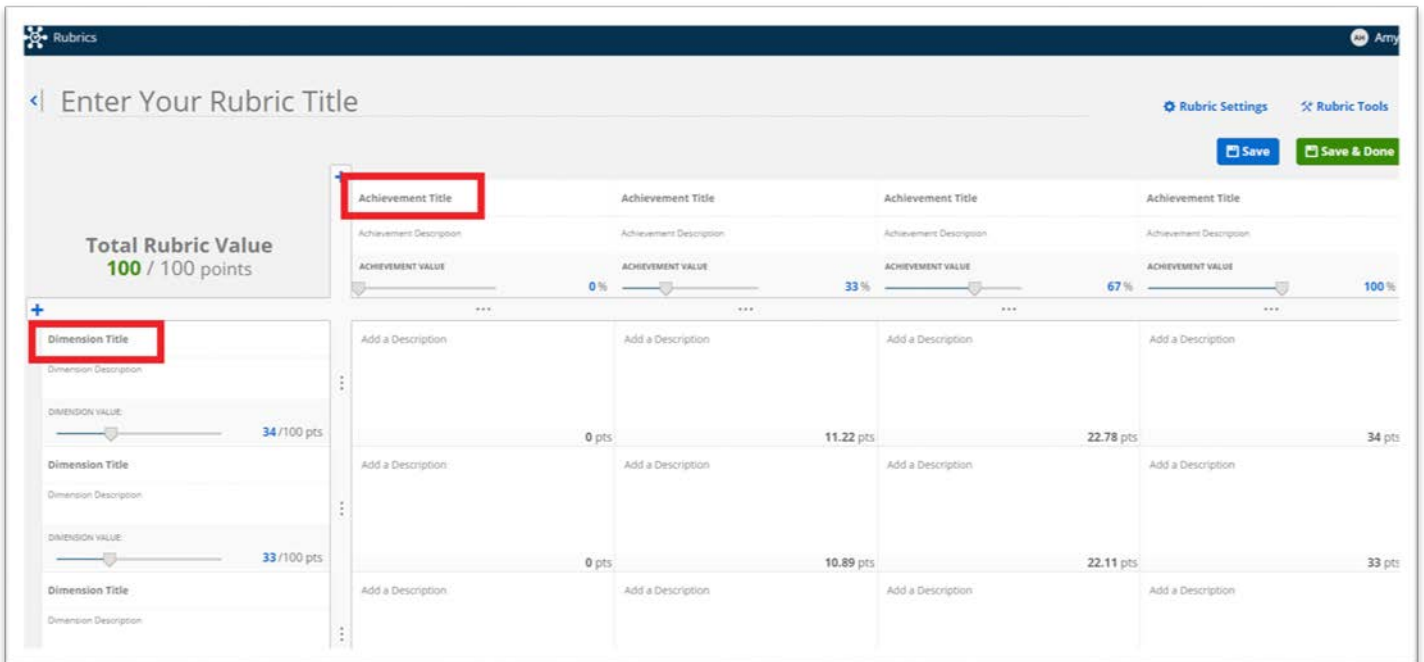 Rubrics
AH Amy
Enter Your Rubric Title
Rubric Settings Rubric Tools
Save Save & Done
Achievement Title Achievement Title Achievement Title Achievement Title
Achievement Description Achievement Description Achievement Description Achievement Description
Total Rubric Value
100 / 100 points
ACHIEVEMENT VALUE ACHIEVEMENT VALUE ACHIEVEMENT VALUE ACHIEVEMENT VALUE
0 % 33 % 67 % 100 %
Dimension Title Add a Description Add a Description Add a Description Add a Description
Dimension Description
DIMENSION VALUE:
34 /100 pts 0 pts 11.22 pts 22.78 pts 34 pts
Dimension Title Add a Description Add a Description Add a Description Add a Description
Dimension Description
DIMENSION VALUE:
33 /100 pts 0 pts 10.89 pts 22.11 pts 33 pts
Dimension Title Add a Description Add a Description Add a Description Add a Description
Dimension Description